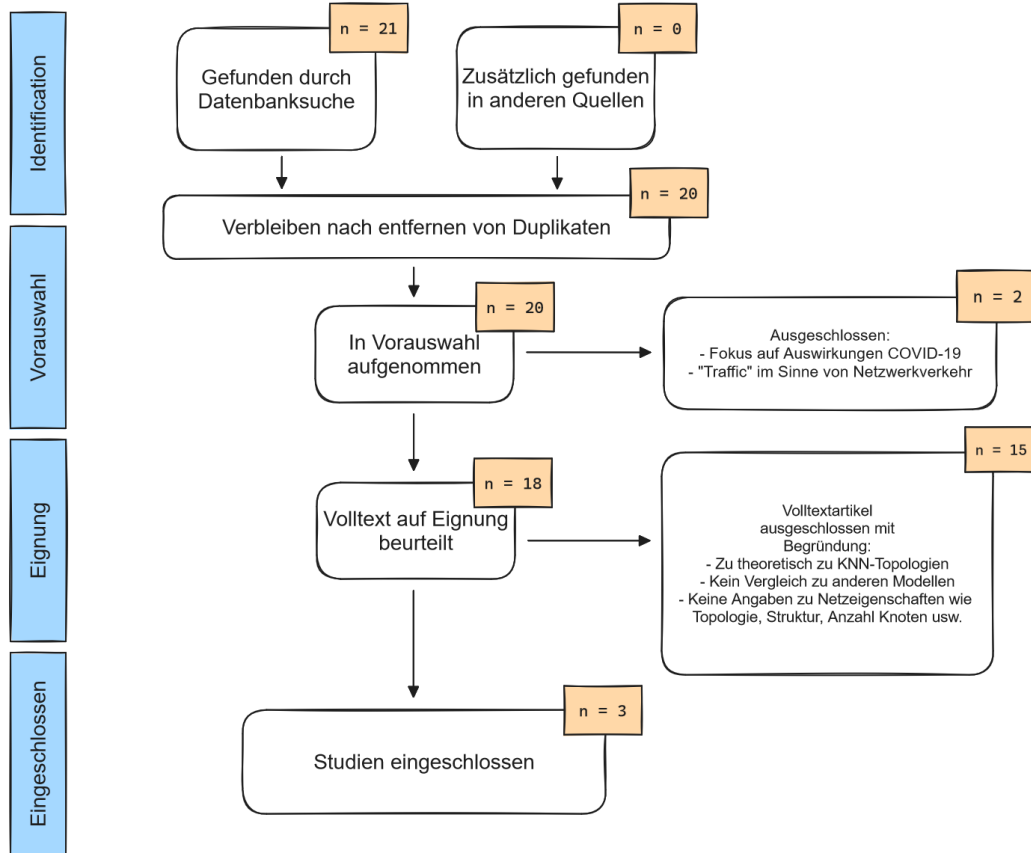 Identification
n = 21
Gefunden durch
Datenbanksuche
n = 0
Zusätzlich gefunden
in anderen Quellen
n = 20
Verbleiben nach entfernen von Duplikaten
Vorauswahl
n = 20
In Vorauswahl
aufgenommen
n = 2
Ausgeschlossen:
- Fokus auf Auswirkungen COVID-19
- "Traffic" im Sinne von Netzwerkverkehr
Eignung
n = 18
Volltext auf Eignung
beurteilt
n = 15
Volltextartikel
ausgeschlossen mit
Begründung:
- Zu theoretisch zu KNN-Topologien
- Kein Vergleich zu anderen Modellen
- Keine Angaben zu Netzeigenschaften wie
Topologie, Struktur, Anzahl Knoten usw.
Eingeschlossen
n = 3
Studien eingeschlossen